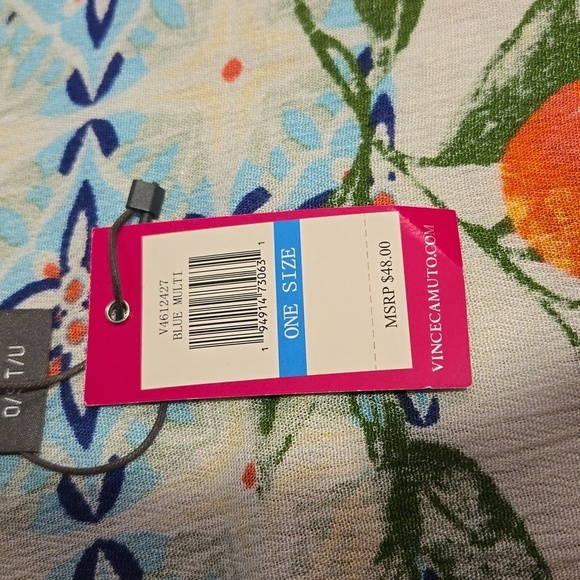 V4612427
BLUE MULTI
1 94914 73063 1
ONE SIZE
MSRP $48.00
VINCECAMUTO.COM
O/ T/U